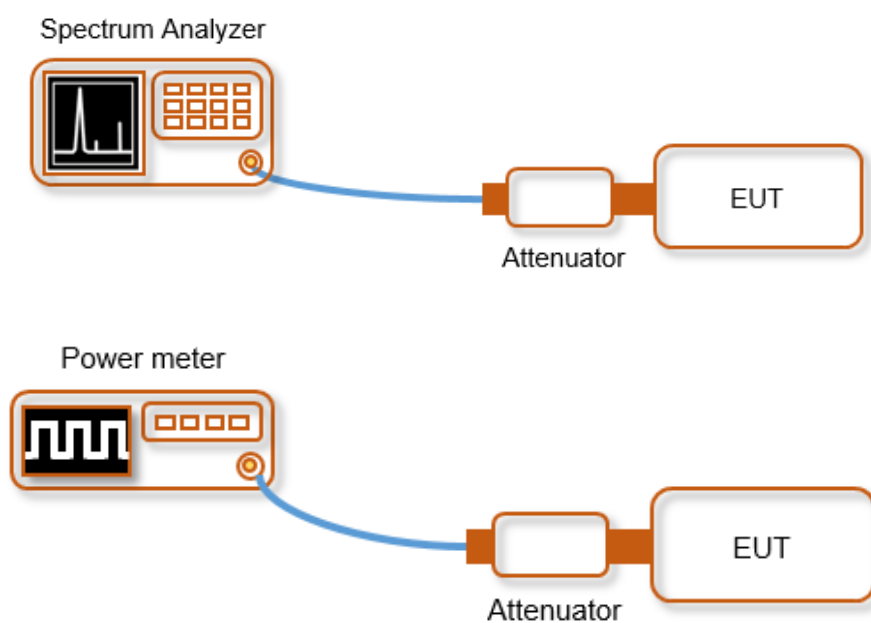 Spectrum Analyzer
EUT
Attenuator
Power meter
EUT
Attenuator